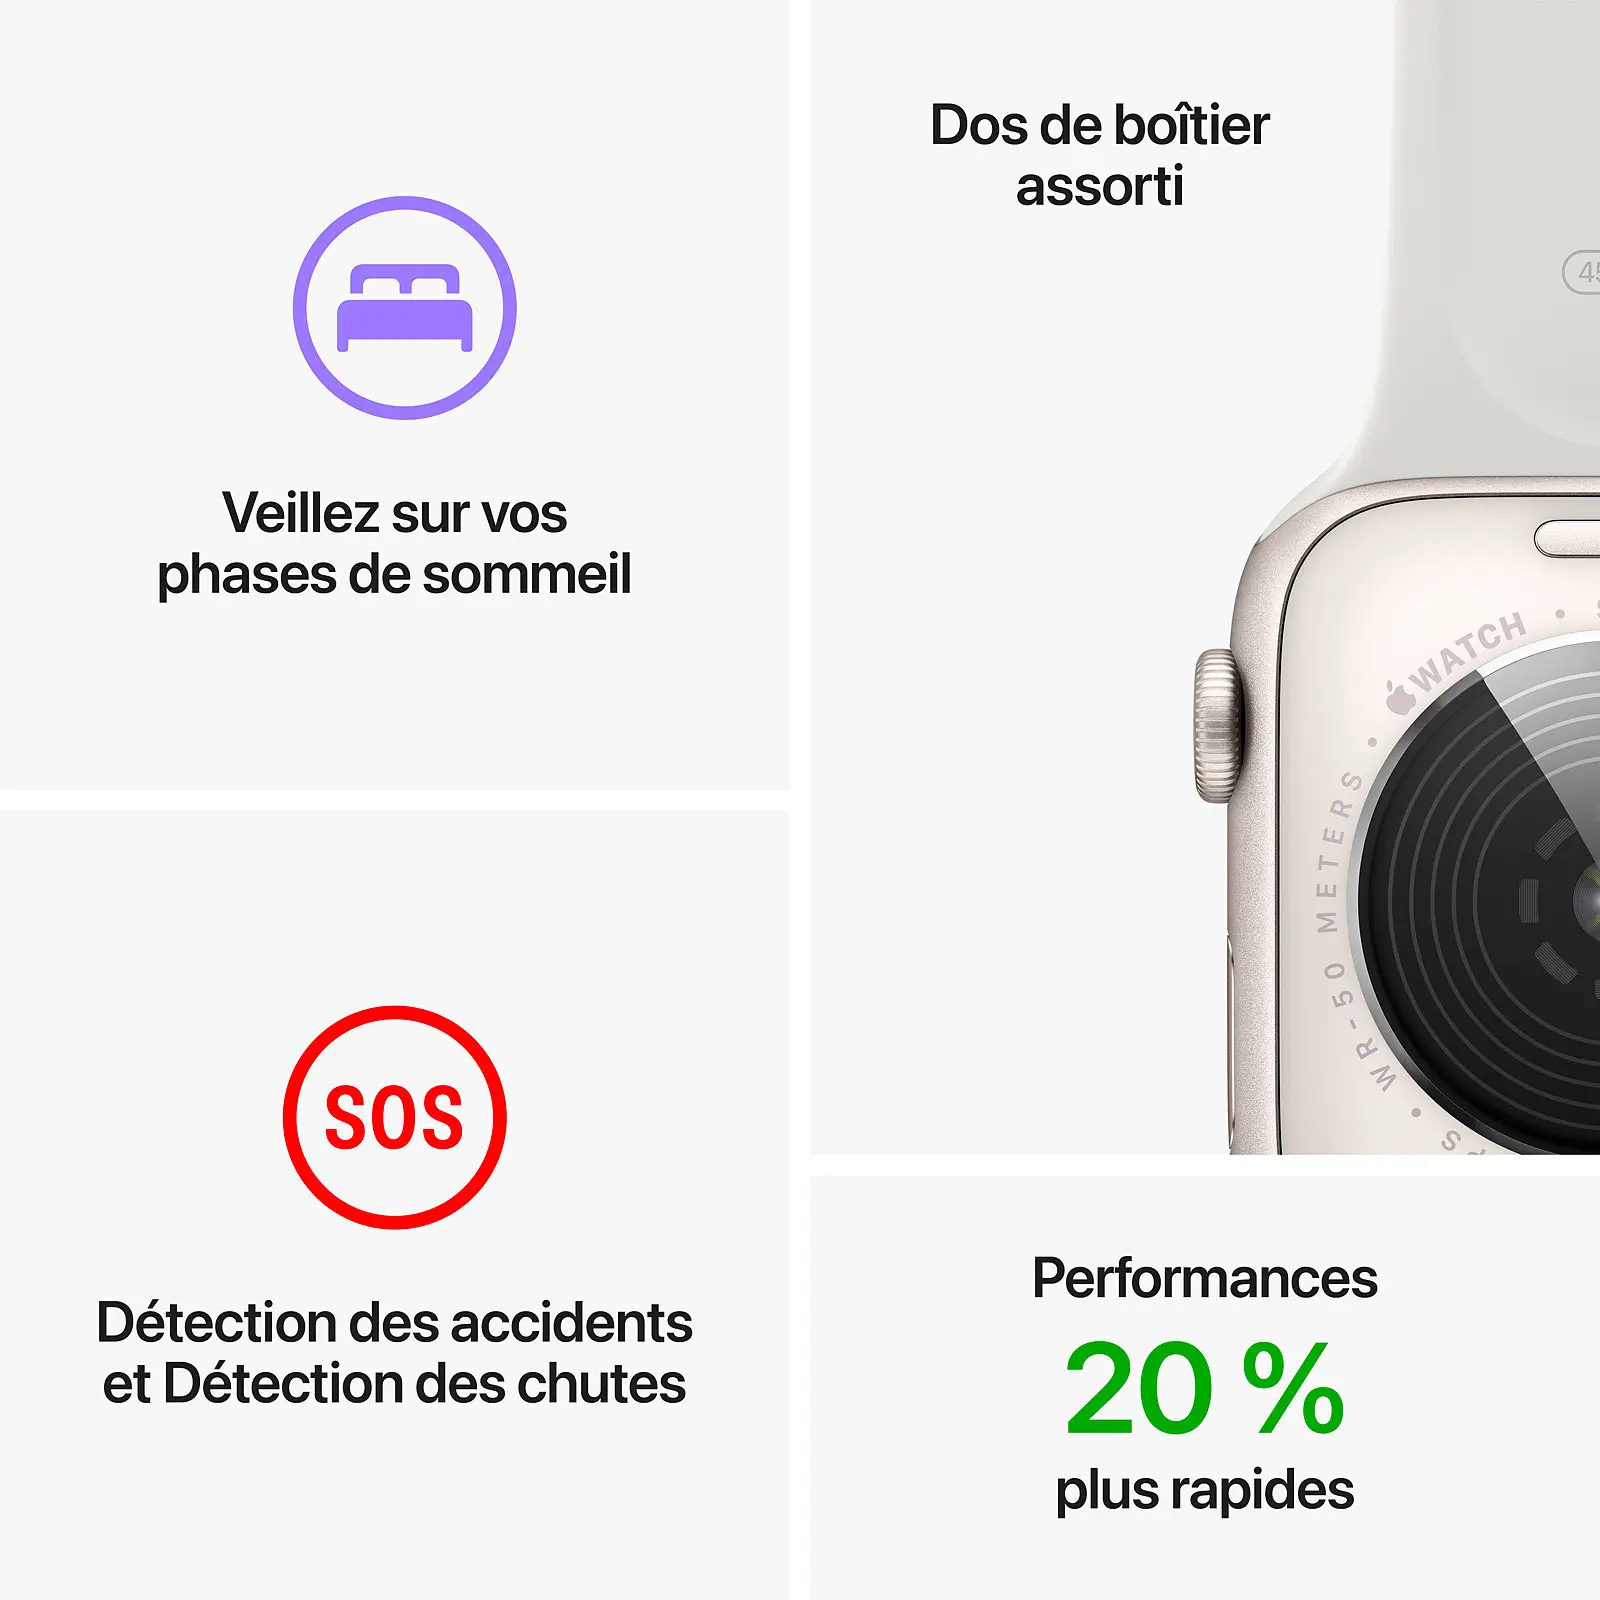 Veillez sur vos
phases de sommeil
SOS
Détection des accidents
et Détection des chutes
Dos de boîtier
assorti
WATCH
WR-50 METERS
Performances
20 %
plus rapides